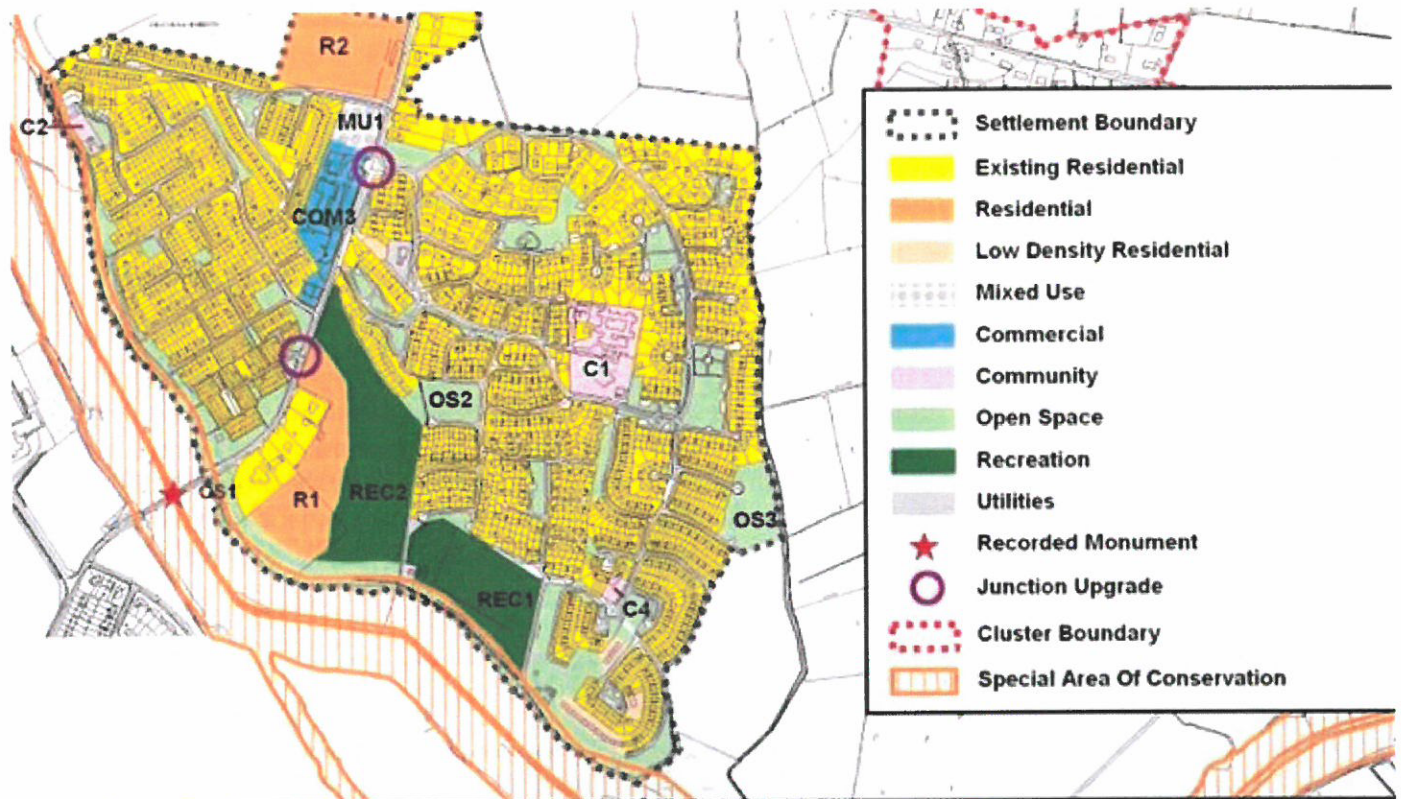 R2
C2
MU1
COM3
C1
OS2
OS1
R1
REC2
OS3
REC1
C4
Settlement Boundary
Existing Residential
Residential
Low Density Residential
Mixed Use
Commercial
Community
Open Space
Recreation
Utilities
Recorded Monument
Junction Upgrade
Cluster Boundary
Special Area Of Conservation